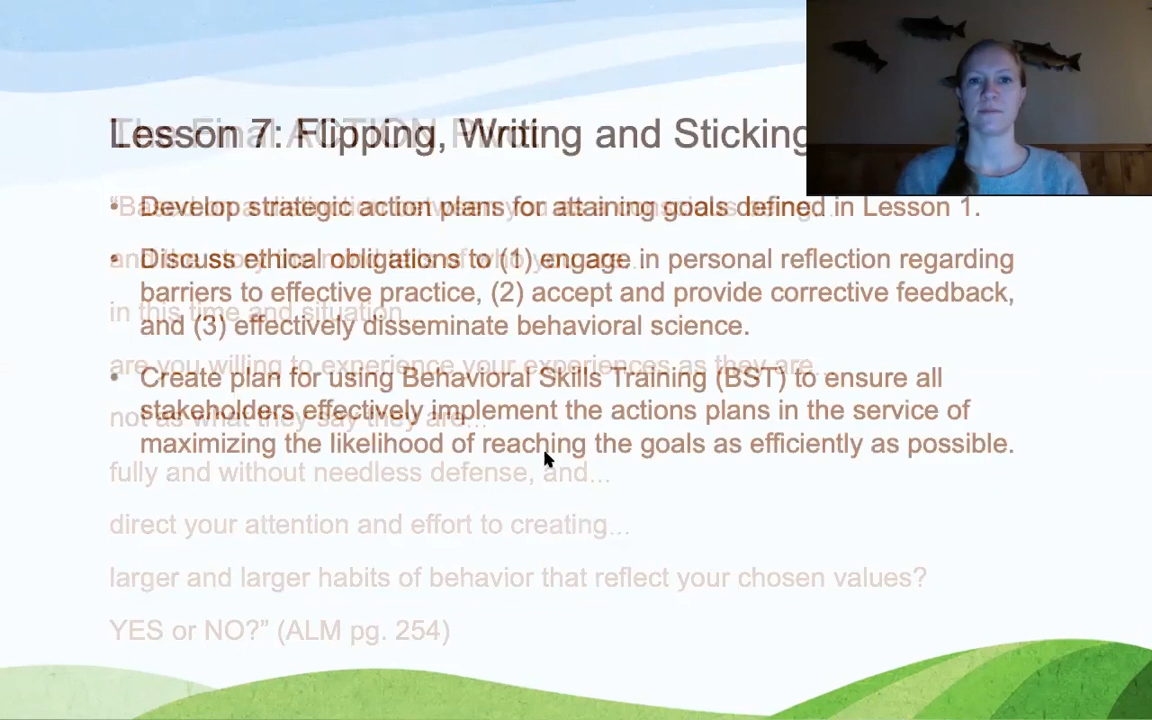 Lesson 7: Flipping, Writing and Sticking
• Develop strategic action plans for attaining goals defined in Lesson 1.
• Discuss ethical obligations to (1) engage in personal reflection regarding
barriers to effective practice, (2) accept and provide corrective feedback,
and (3) effectively disseminate behavioral science.
• Create plan for using Behavioral Skills Training (BST) to ensure all
stakeholders effectively implement the actions plans in the service of
maximizing the likelihood of reaching the goals as efficiently as possible.
in this time and situation
are you willing to experience your experiences as they are...
not as what they say they are...
fully and without needless defense, and...
direct your attention and effort to creating...
larger and larger habits of behavior that reflect your chosen values?
YES or NO?” (ALM pg. 254)